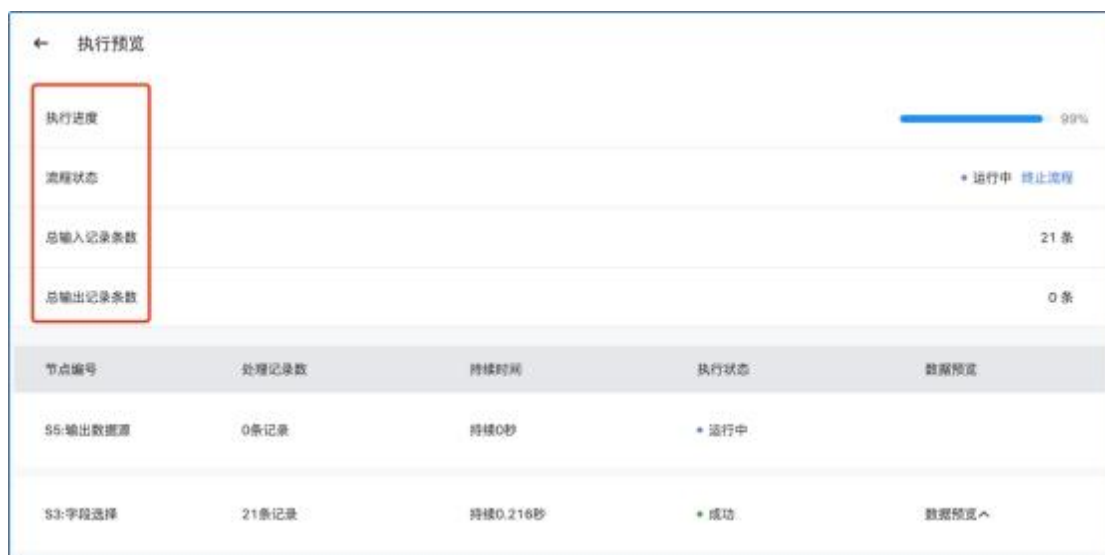 ← 执行预览
执行进度 99%
流程状态 运行中 终止流程
总输入记录条数 21 条
总输出记录条数 0 条
节点编号 处理记录数 持续时间 执行状态 数据预览
S5:输出数据源 0条记录 持续0秒 运行中
S3:字段选择 21条记录 持续0.216秒 成功 数据预览